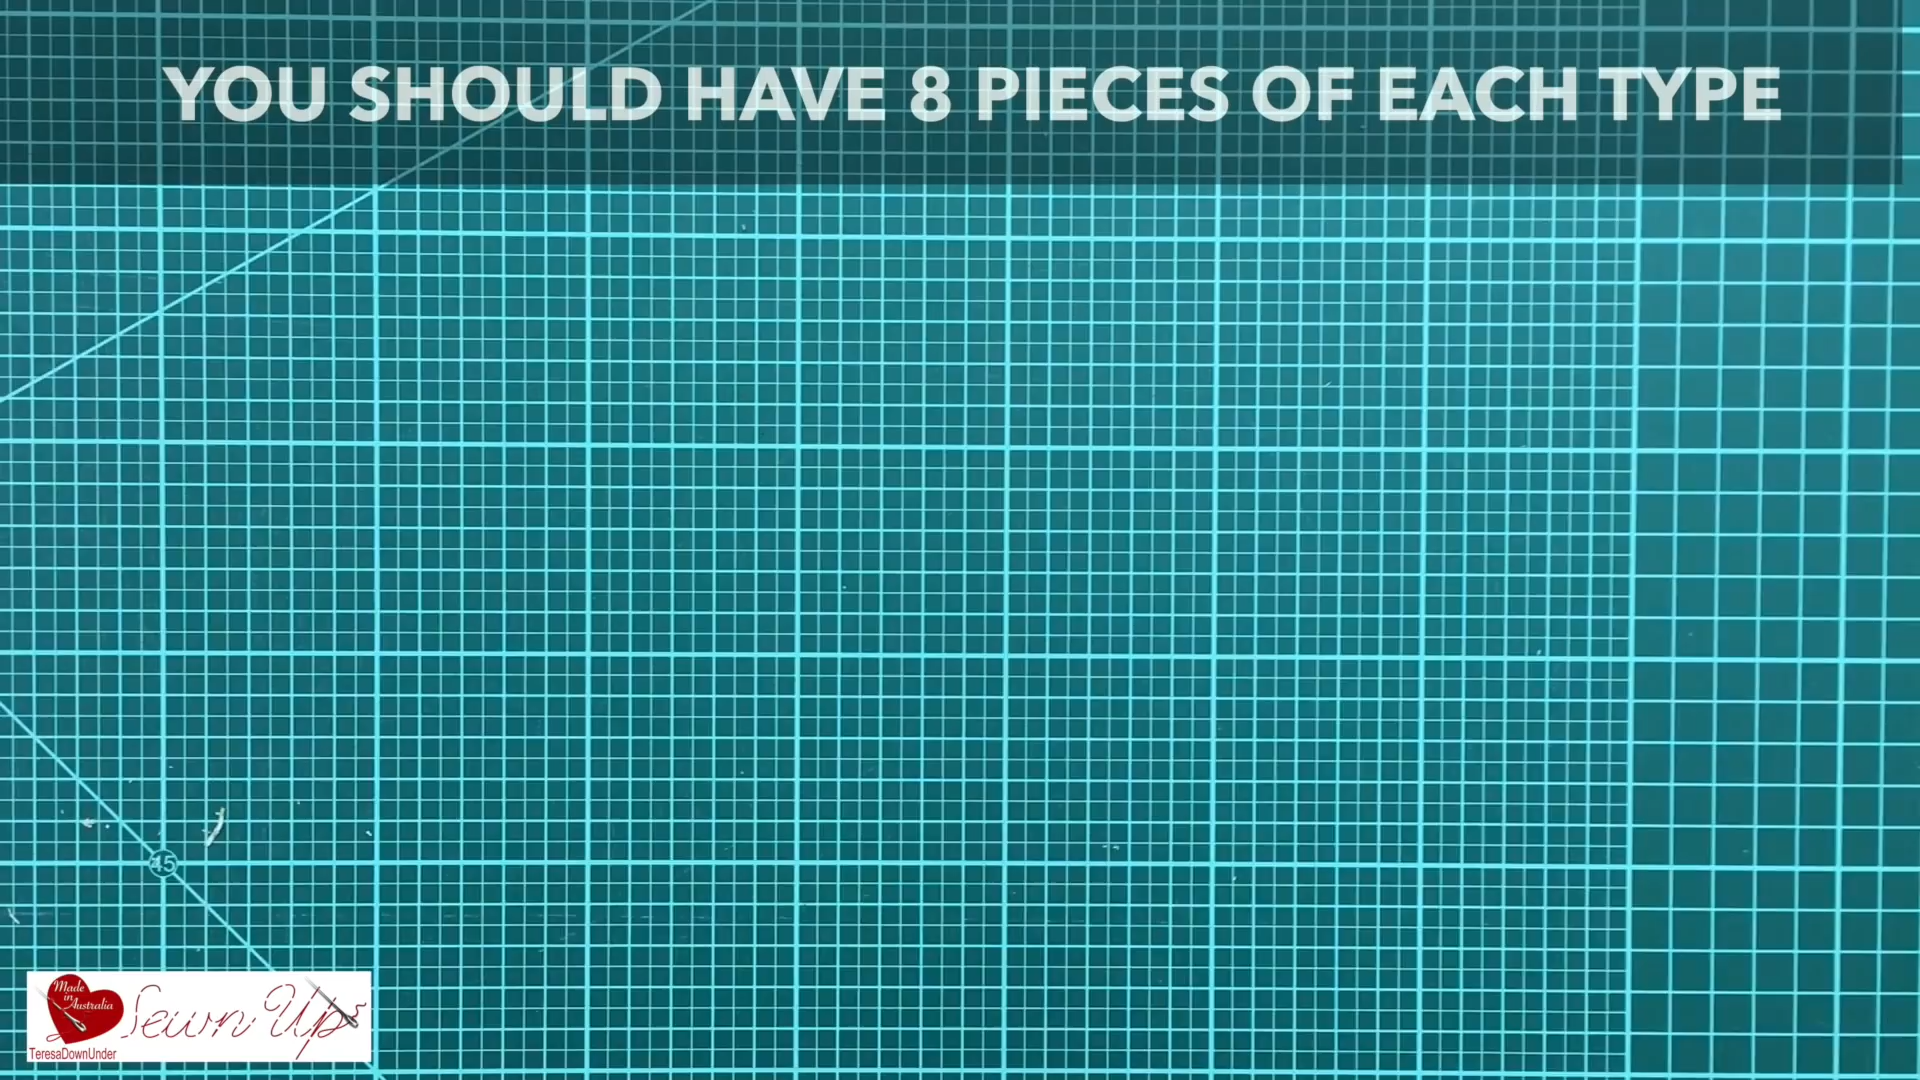 YOU SHOULD HAVE 8 PIECES OF EACH TYPE
45
Made
in
Australia
Sewn Up
TeresaDownUnder